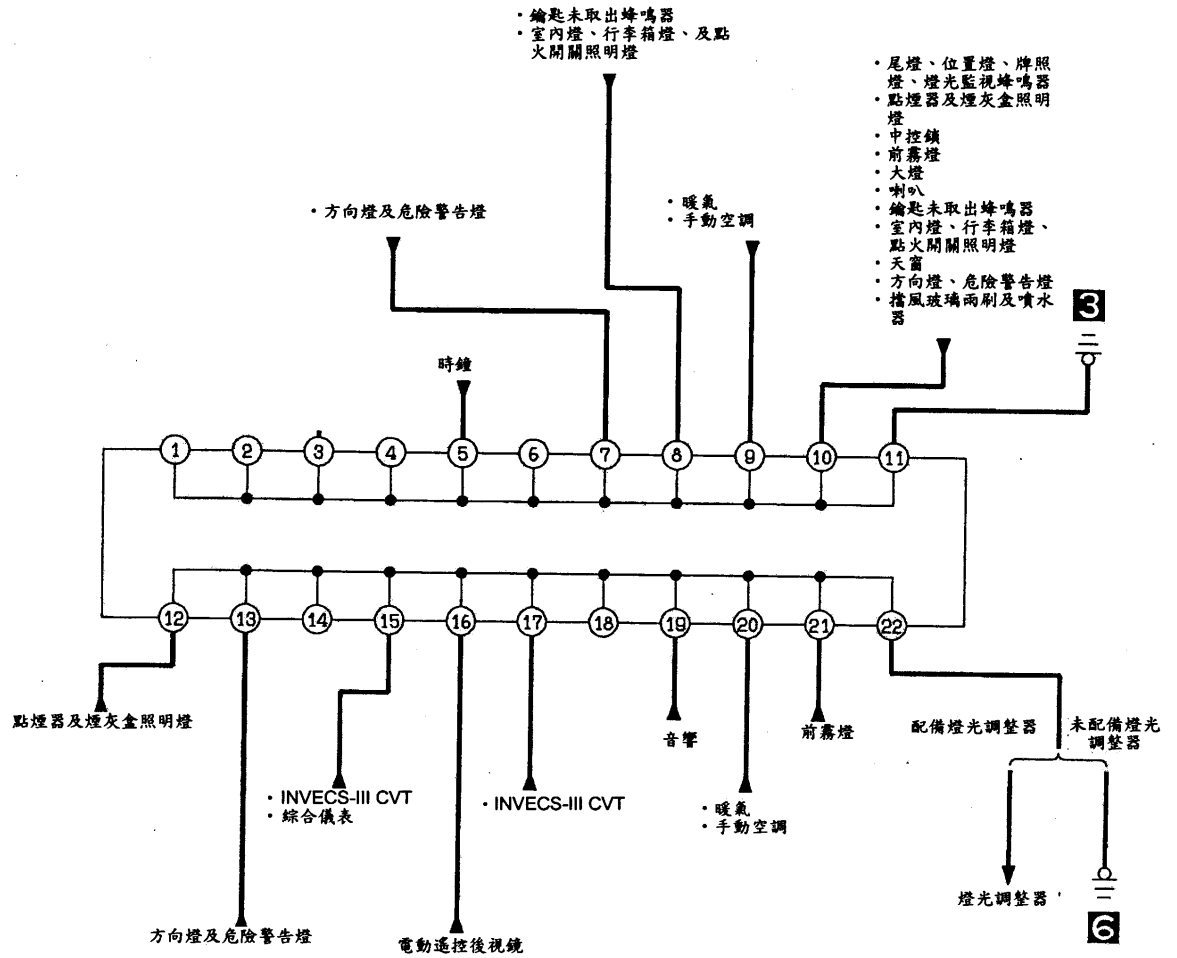 · 鑰匙未取出蜂鳴器
· 室內燈、行李箱燈、及點
火開關照明燈
· 尾燈、位置燈、牌照
燈、燈光監視蜂鳴器
· 點煙器及煙灰盒照明
燈
· 中控鎖
· 前霧燈
· 大燈
· 喇叭
· 鑰匙未取出蜂鳴器
· 室內燈、行李箱燈、
點火開關照明燈
· 天窗
· 方向燈、危險警告燈
· 擋風玻璃雨刷及噴水
器
· 方向燈及危險警告燈
· 暖氣
· 手動空調
3
時鐘
1 2 3 4 5 6 7 8 9 10 11
12 13 14 15 16 17 18 19 20 21 22
點煙器及煙灰盒照明燈
· INVECS-III CVT
· 綜合儀表
· INVECS-III CVT
音響
前霧燈
· 暖氣
· 手動空調
配備燈光調整器
未配備燈光
調整器
燈光調整器
6
方向燈及危險警告燈
電動遙控後視鏡